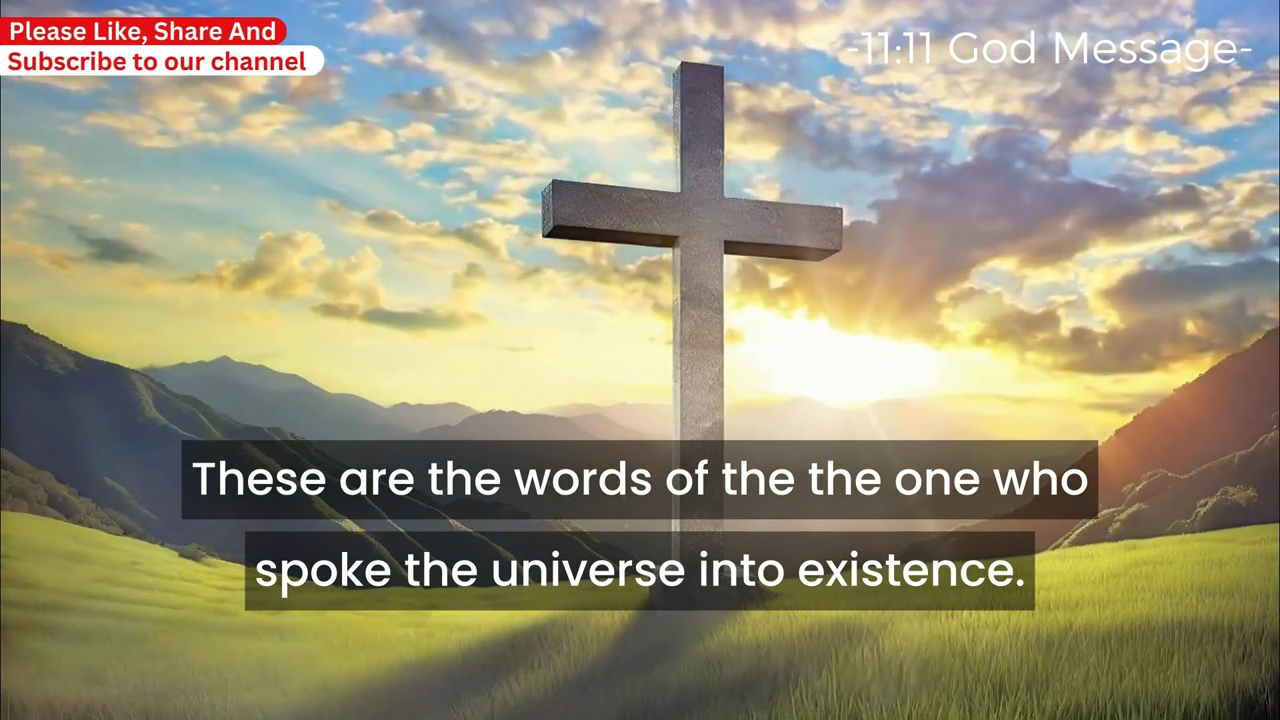 Please Like, Share And
Subscribe to our channel
-11:11 God Message-
These are the words of the the one who
spoke the universe into existence.